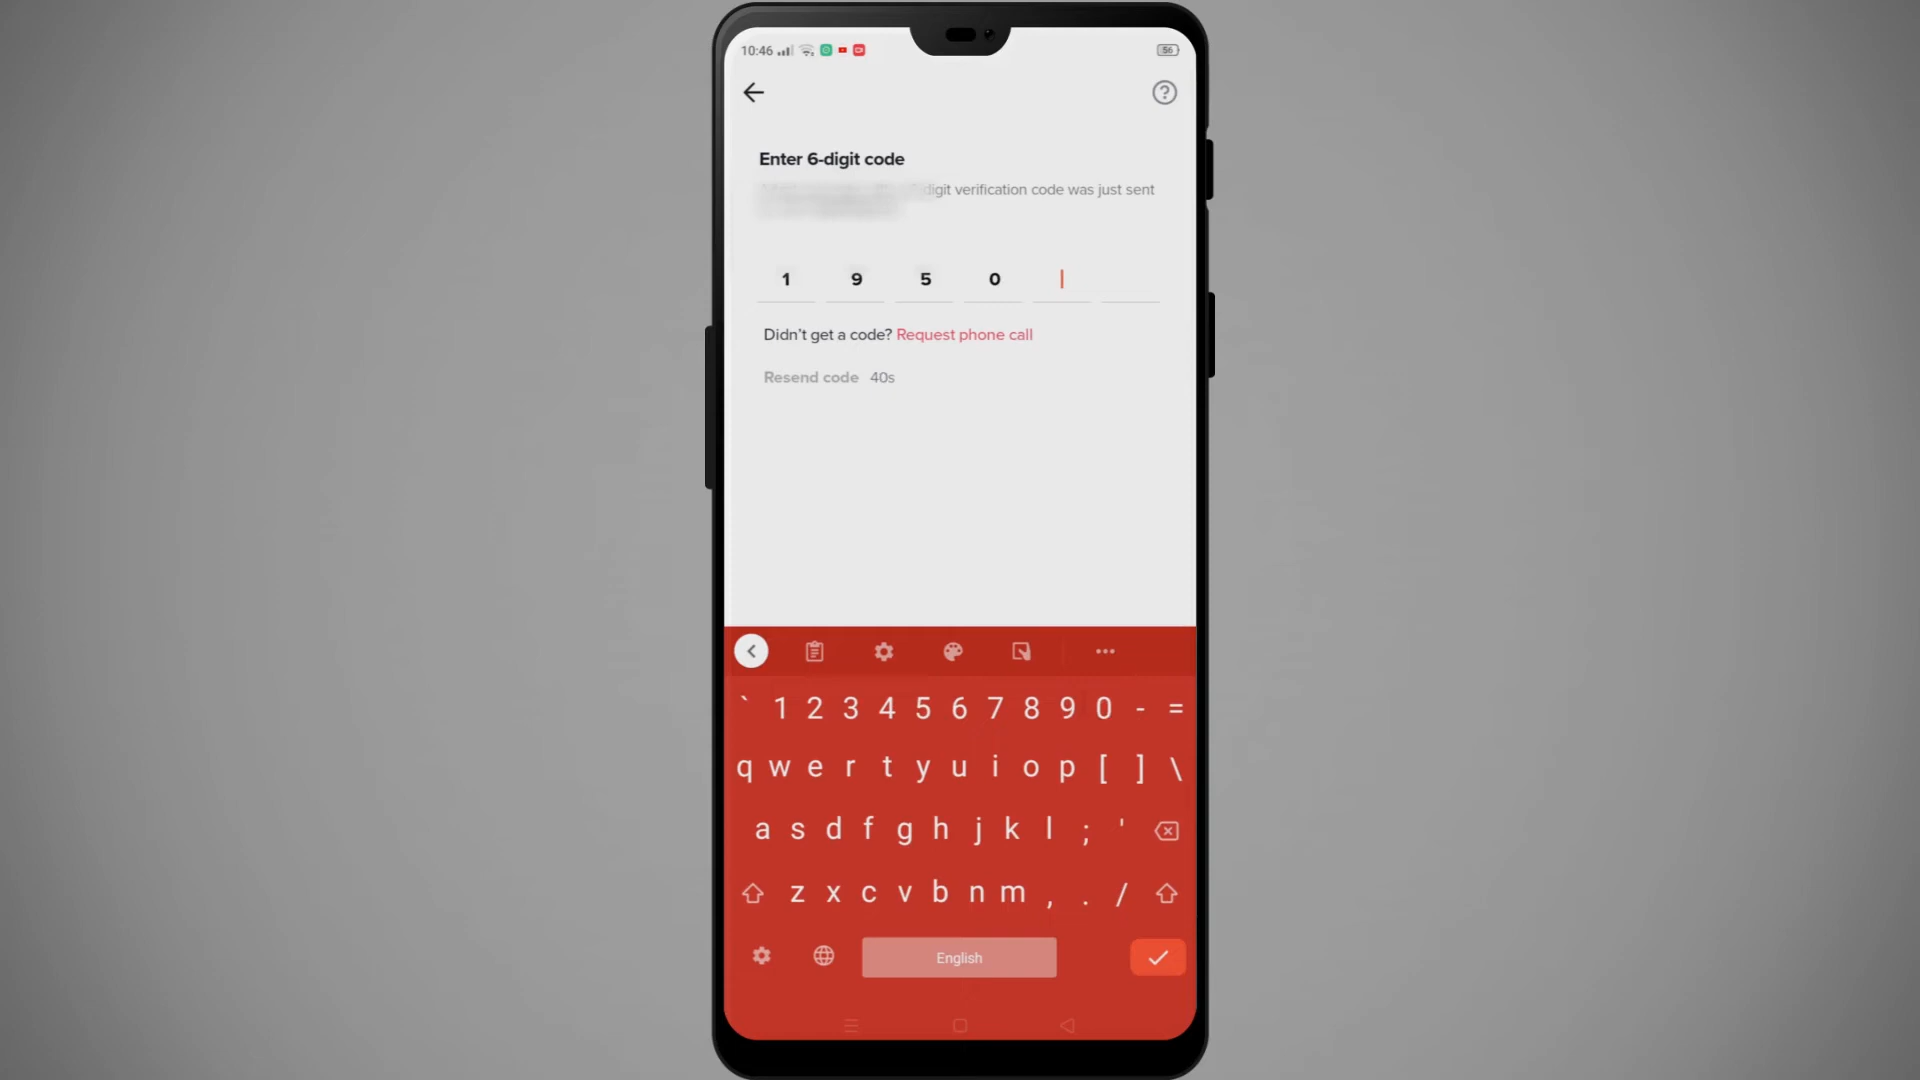 10:46
56
Enter 6-digit code
digit verification code was just sent
1 9 5 0
Didn't get a code? Request phone call
Resend code 40s
` 1 2 3 4 5 6 7 8 9 0 - =
q w e r t y u i o p [ ] \
a s d f g h j k l ; '
z x c v b n m , . /
English